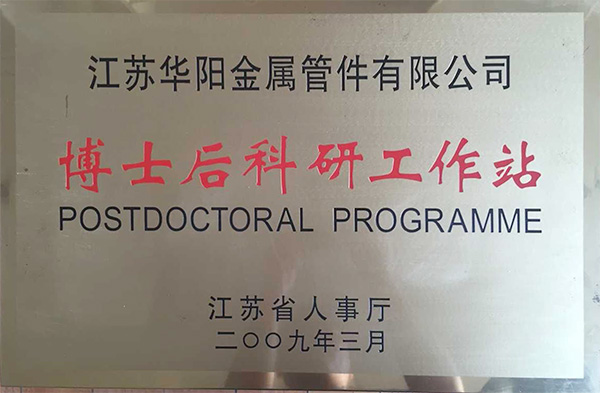 江苏华阳金属管件有限公司
博士后科研工作站
POSTDOCTORAL PROGRAMME
江苏省人事厅
二〇〇九年三月